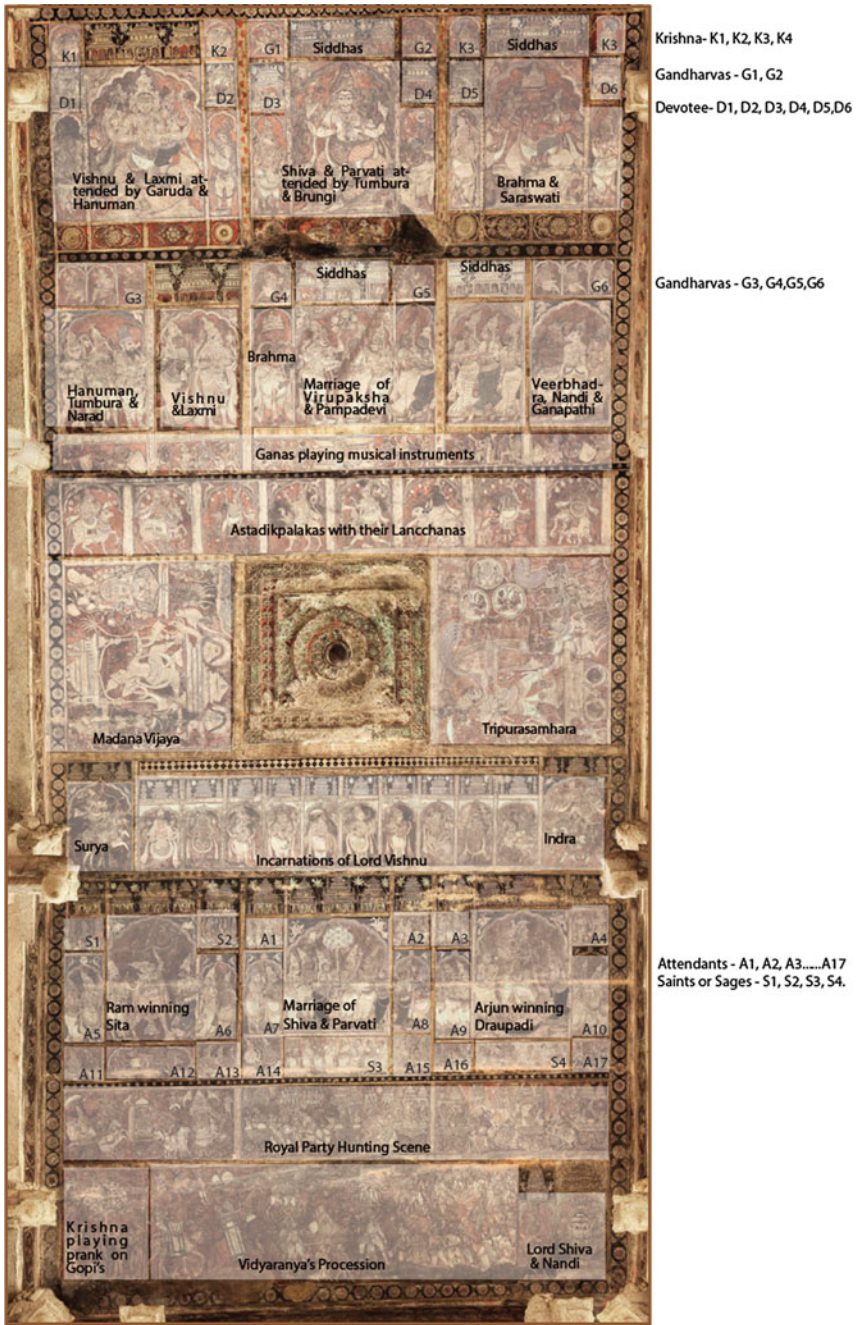 K1
K2
G1
Siddhas
G2
K3
Siddhas
K3
Krishna- K1, K2, K3, K4
D1
D2
D3
D4
D5
D6
Gandharvas - G1, G2
Devotee- D1, D2, D3, D4, D5,D6
Vishnu & Laxmi at-
tended by Garuda &
Hanuman
Shiva & Parvati at-
tended by Tumbura
& Brungi
Brahma &
Saraswati
G3
G4
Siddhas
G5
Siddhas
G6
Gandharvas - G3, G4,G5,G6
Hanuman,
Tumbura &
Narad
Vishnu
&Laxmi
Brahma
Marriage of
Virupaksha
& Pampadevi
Veerbhad-
ra, Nandi &
Ganapathi
Ganas playing musical instruments
Astadikpalakas with their Lancchanas
Madana Vijaya
Tripurasamhara
Surya
Incarnations of Lord Vishnu
Indra
S1
S2
A1
A2
A3
A4
Attendants - A1, A2, A3......A17
Saints or Sages - S1, S2, S3, S4.
A5
Ram winning
Sita
A6
A7
Marriage of
Shiva & Parvati
A8
A9
Arjun winning
Draupadi
A10
A11
A12
A13
A14
S3
A15
A16
S4
A17
Royal Party Hunting Scene
Krishna
playing
prank on
Gopi's
Vidyaranya's Procession
Lord Shiva
& Nandi